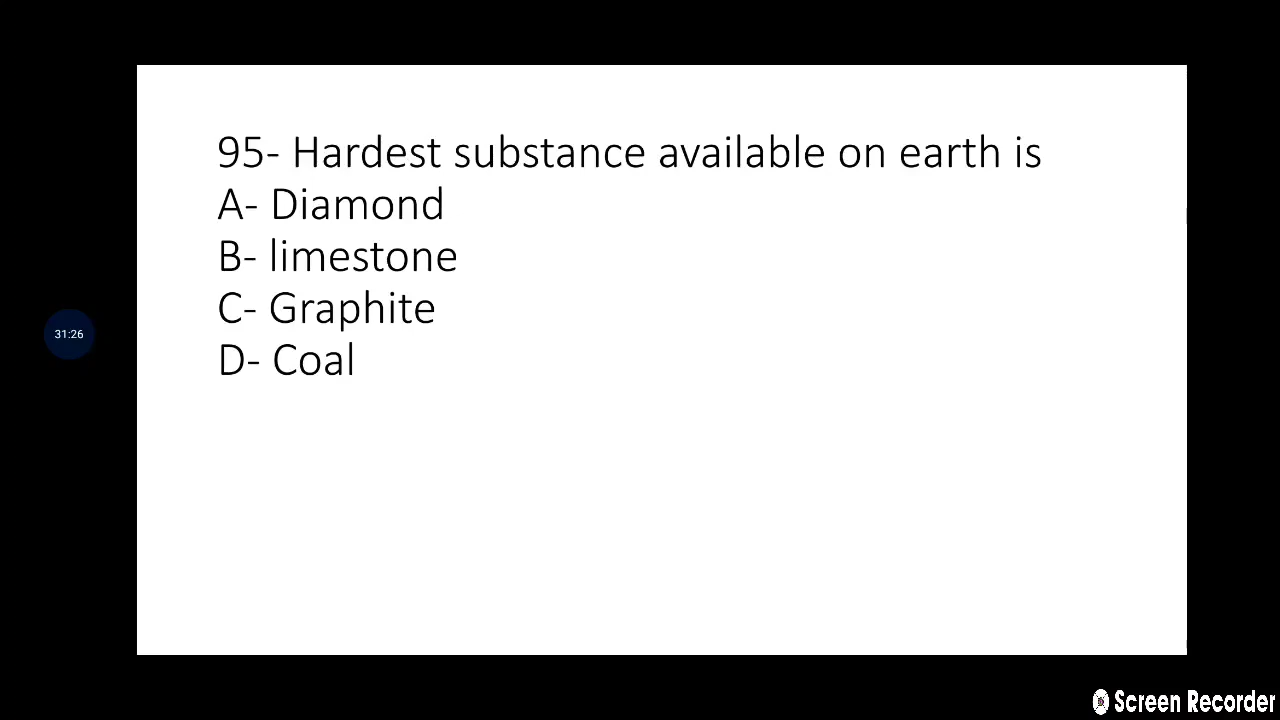 95- Hardest substance available on earth is
A- Diamond
B- limestone
C- Graphite
D- Coal
31:26
Screen Recorder